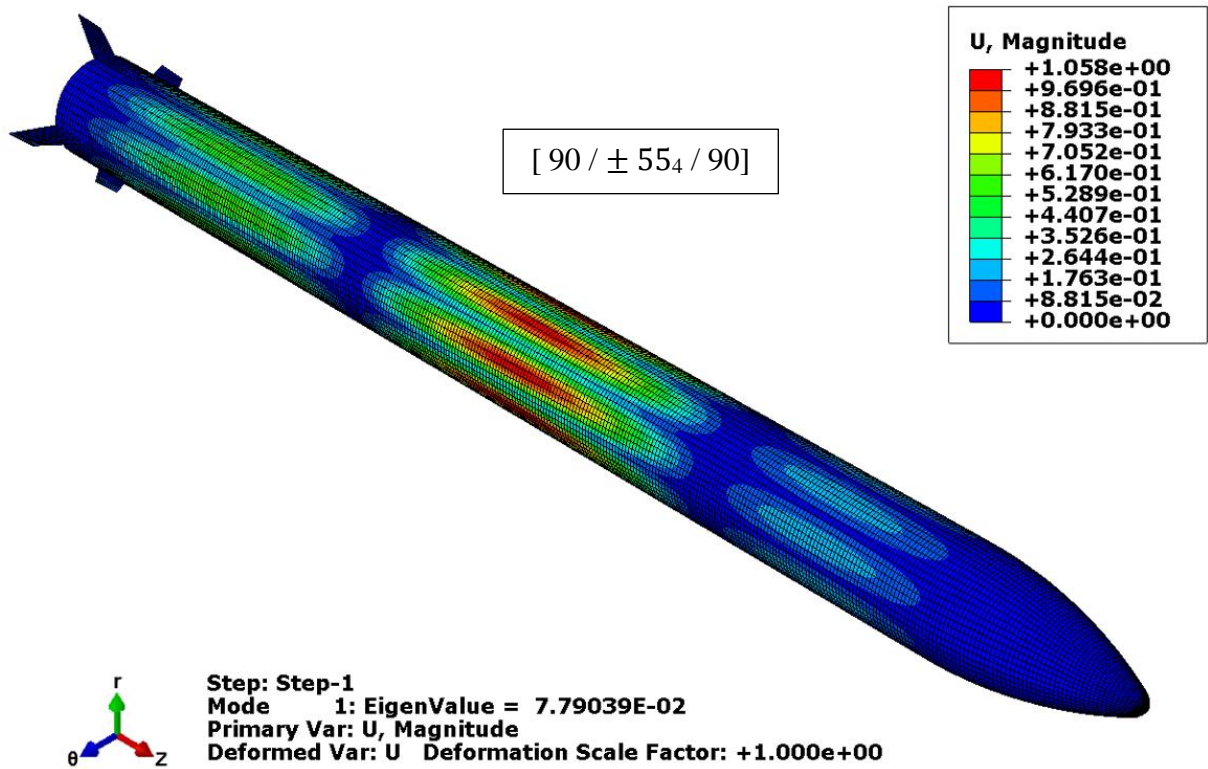 U, Magnitude
+1.058e+00
+9.696e-01
+8.815e-01
+7.933e-01
+7.052e-01
+6.170e-01
+5.289e-01
+4.407e-01
+3.526e-01
+2.644e-01
+1.763e-01
+8.815e-02
+0.000e+00
[ 90 / ± 55₄ / 90]
r
θ
Z
Step: Step-1
Mode 1: EigenValue = 7.79039E-02
Primary Var: U, Magnitude
Deformed Var: U Deformation Scale Factor: +1.000e+00